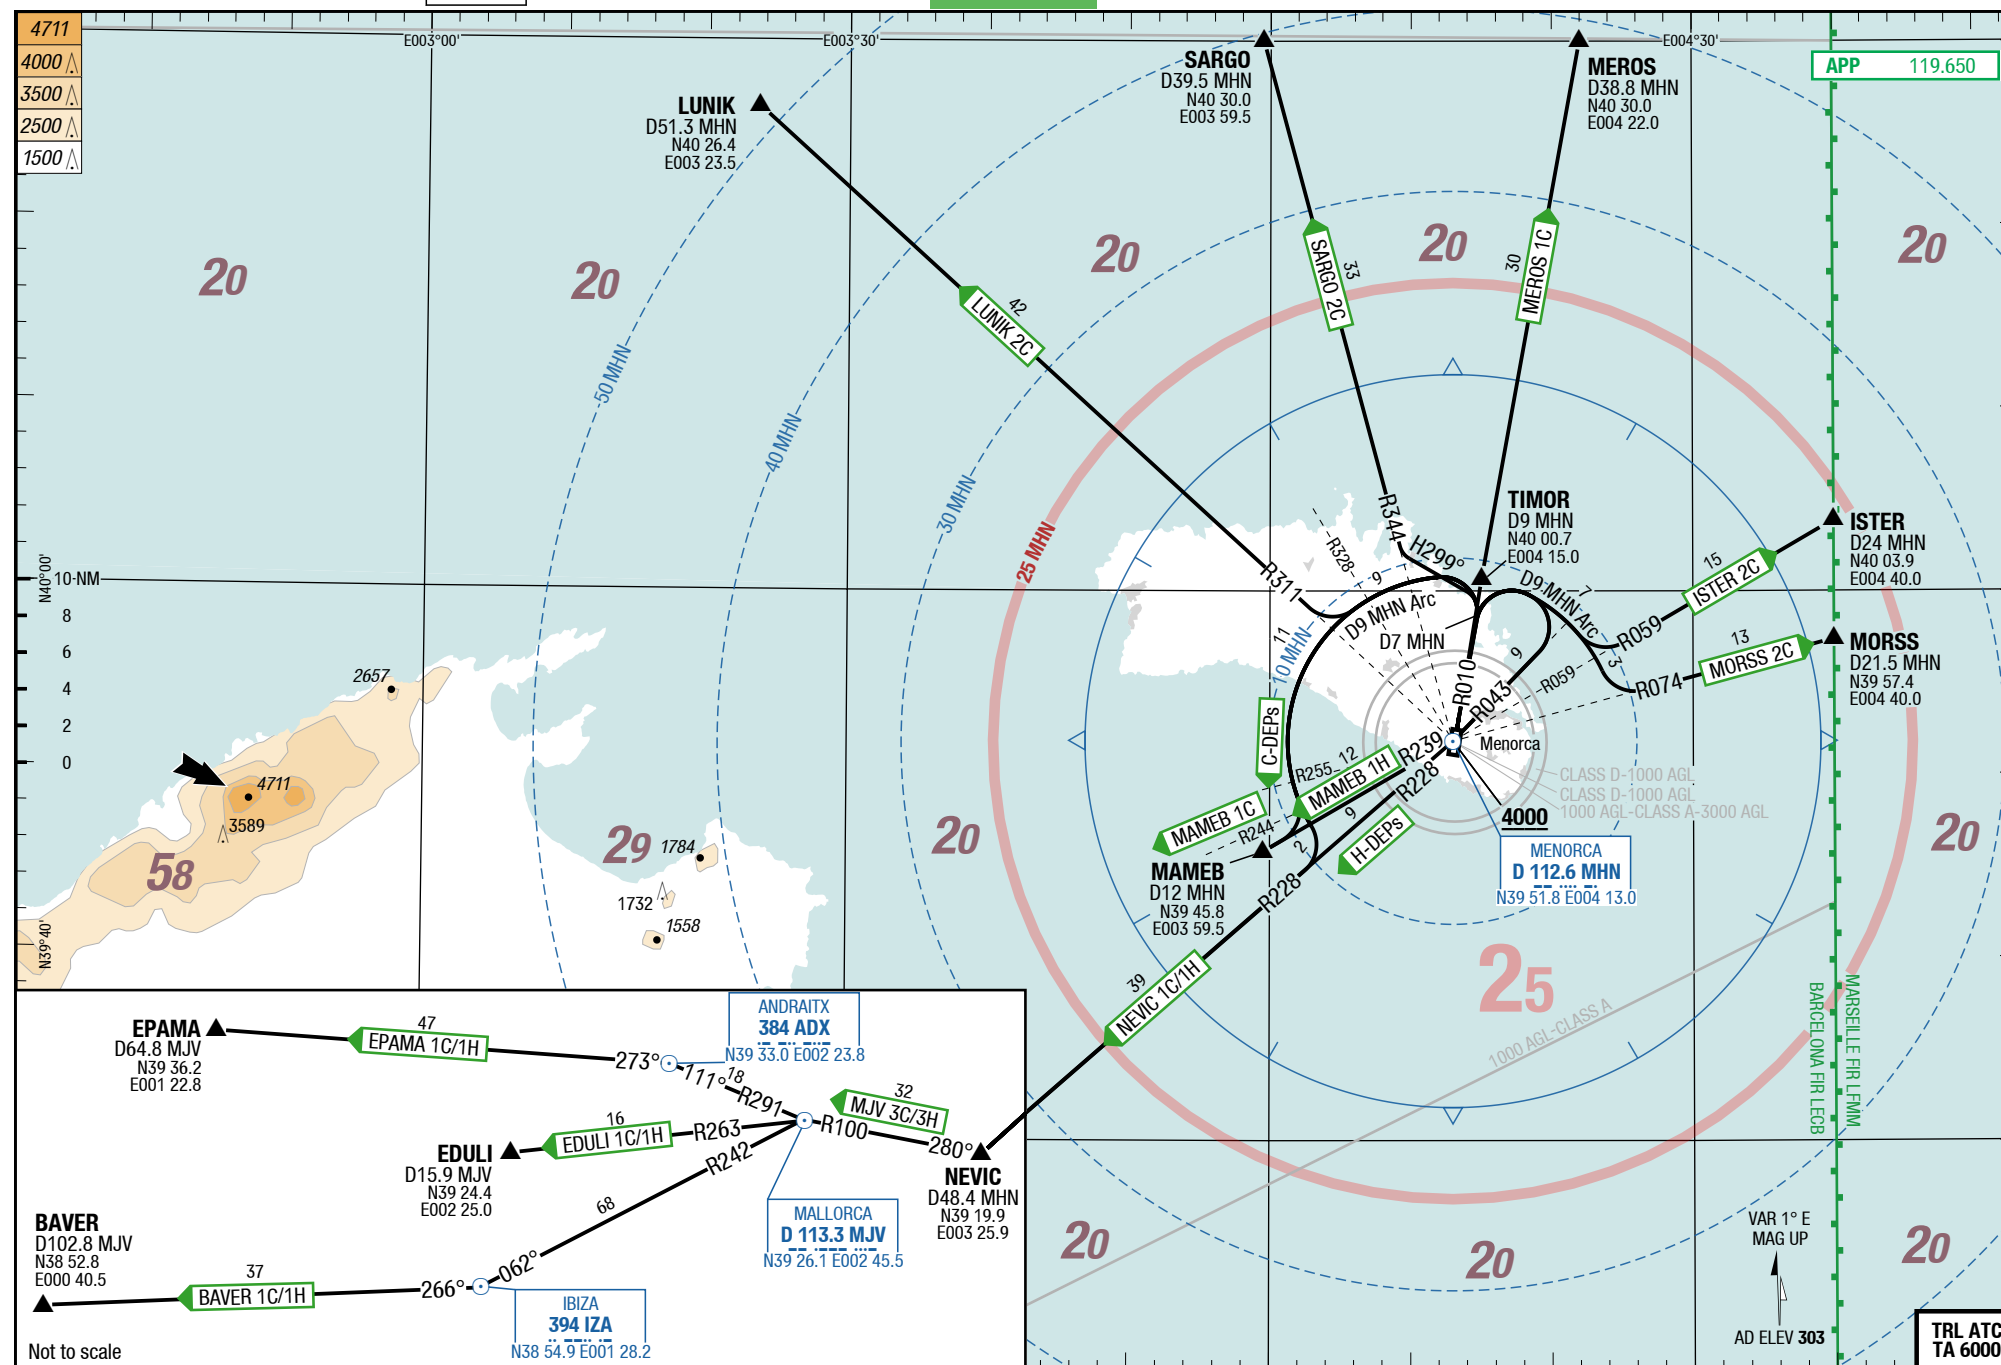 4711
4000
3500
2500
1500
E003°00'
E003°30'
E004°30'
APP 119.650
LUNIK
D51.3 MHN
N40 26.4
E003 23.5
SARGO
D39.5 MHN
N40 30.0
E003 59.5
MEROS
D38.8 MHN
N40 30.0
E004 22.0
20
20
20
20
20
SARGO 2C
33
MEROS 1C
30
LUNIK 2C
42
50 MHN
40 MHN
30 MHN
25 MHN
10 MHN
TIMOR
D9 MHN
N40 00.7
E004 15.0
ISTER
D24 MHN
N40 03.9
E004 40.0
15
ISTER 2C
R344
H299°
R328
R311
9
D9 MHN Arc
D9 MHN Arc
7
R059
D7 MHN
11
N40°00'
10 NM
8
6
4
2
0
MORSS
D21.5 MHN
N39 57.4
E004 40.0
13
MORSS 2C
3
R074
R059
9
R010
R043
2657
4711
3589
58
29
1784
1732
1558
20
20
N39°40'
C-DEPs
R255
12
MAMEB 1H
R239
R228
MAMEB 1C
R244
9
2
H-DEPs
Menorca
CLASS D-1000 AGL
CLASS D-1000 AGL
1000 AGL-CLASS A-3000 AGL
4000
MENORCA
D 112.6 MHN
N39 51.8 E004 13.0
MAMEB
D12 MHN
N39 45.8
E003 59.5
R228
39
NEVIC 1C/1H
25
1000 AGL-CLASS A
BARCELONA FIR LECB
MARSEILLE FIR LFMM
EPAMA
D64.8 MJV
N39 36.2
E001 22.8
47
EPAMA 1C/1H
ANDRAITX
384 ADX
N39 33.0 E002 23.8
273°
111°
18
R291
32
MJV 3C/3H
R100
280°
16
EDULI 1C/1H
R263
R242
EDULI
D15.9 MJV
N39 24.4
E002 25.0
NEVIC
D48.4 MHN
N39 19.9
E003 25.9
MALLORCA
D 113.3 MJV
N39 26.1 E002 45.5
68
BAVER
D102.8 MJV
N38 52.8
E000 40.5
37
BAVER 1C/1H
266°
062°
IBIZA
394 IZA
N38 54.9 E001 28.2
Not to scale
20
20
20
VAR 1° E
MAG UP
AD ELEV 303
TRL ATC
TA 6000